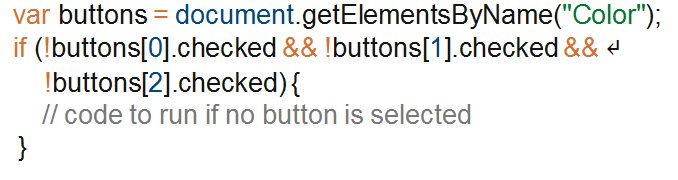 var buttons = document.getElementsByName("Color");
if (!buttons[0].checked && !buttons[1].checked && ↵
!buttons[2].checked) {
// code to run if no button is selected
}